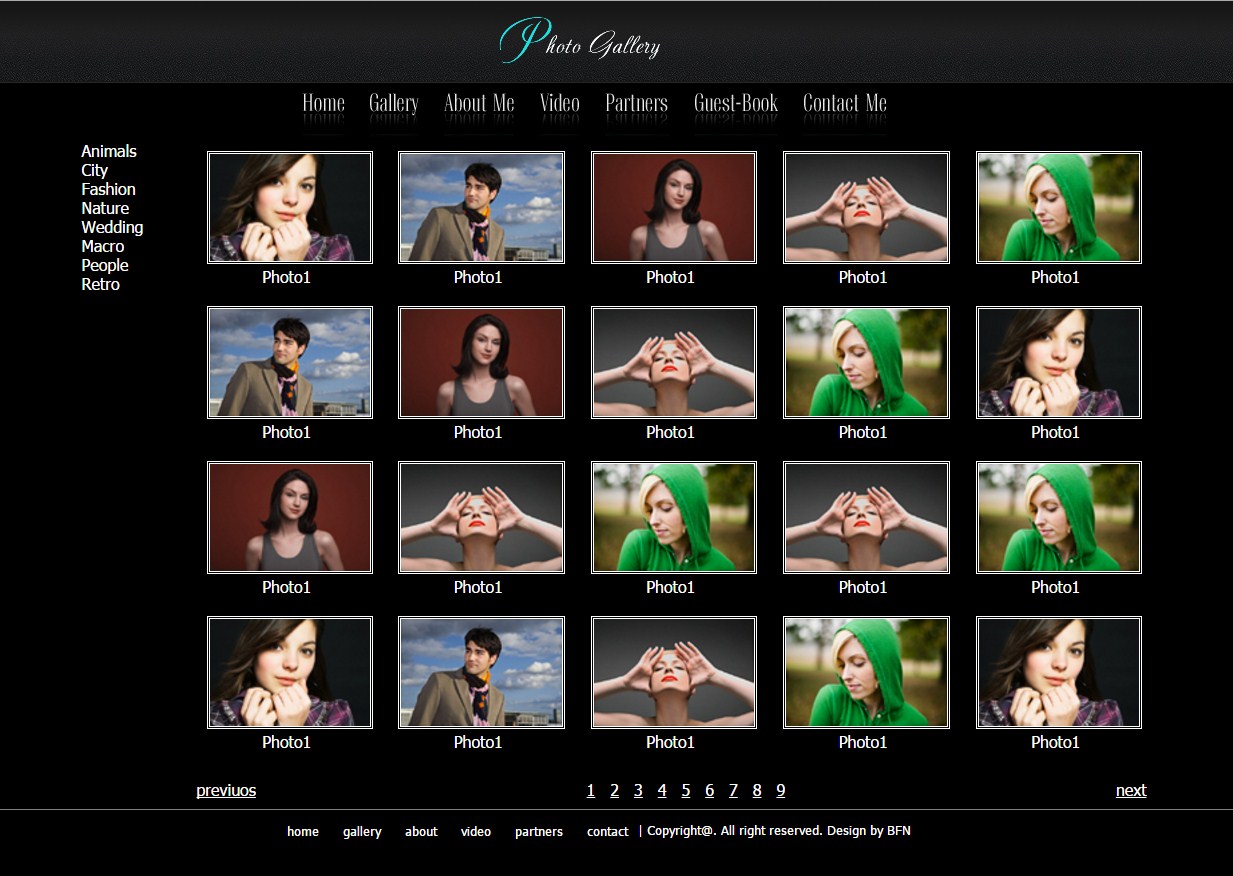 Photo Gallery
Home Gallery About Me Video Partners Guest-Book Contact Me
Animals
City
Fashion
Nature
Wedding
Macro
People
Retro
Photo1 Photo1 Photo1 Photo1 Photo1
Photo1 Photo1 Photo1 Photo1 Photo1
Photo1 Photo1 Photo1 Photo1 Photo1
Photo1 Photo1 Photo1 Photo1 Photo1
previuos 1 2 3 4 5 6 7 8 9 next
home gallery about video partners contact | Copyright@. All right reserved. Design by BFN